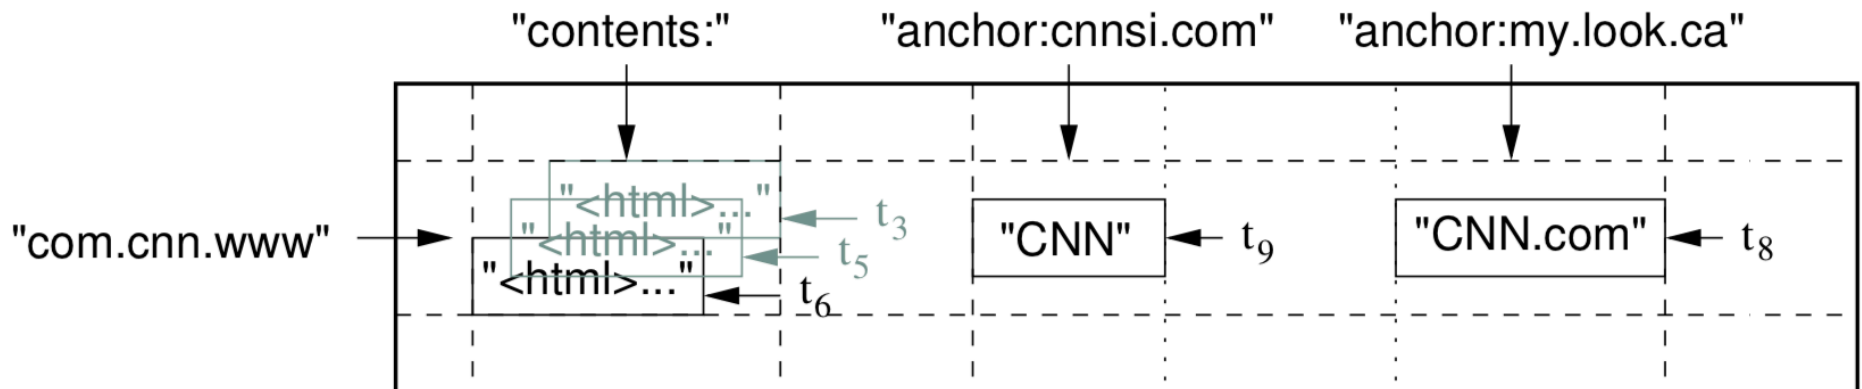 "contents:" "anchor:cnnsi.com" "anchor:my.look.ca"
"<html>..." t3
"com.cnn.www" "<html>..." t5 "CNN" t9 "CNN.com" t8
"<html>..." t6